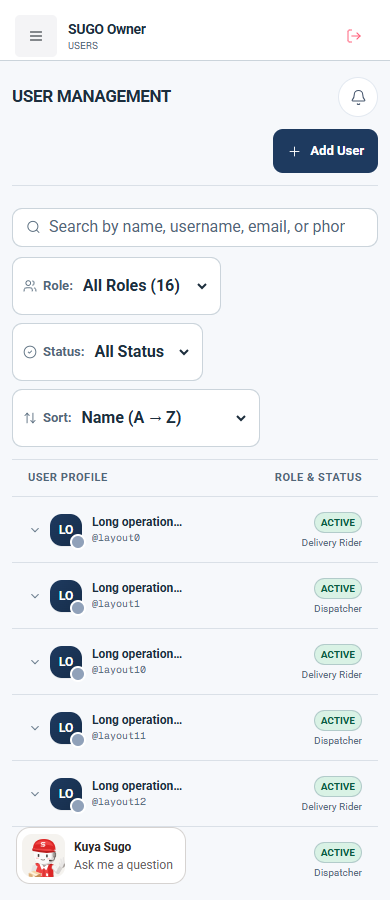 SUGO Owner
USERS
USER MANAGEMENT
Add User
Search by name, username, email, or phor
Role: All Roles (16)
Status: All Status
Sort: Name (A → Z)
USER PROFILE ROLE & STATUS
LO Long operation... ACTIVE
@layout0 Delivery Rider
LO Long operation... ACTIVE
@layout1 Dispatcher
LO Long operation... ACTIVE
@layout10 Delivery Rider
LO Long operation... ACTIVE
@layout11 Dispatcher
LO Long operation... ACTIVE
@layout12 Delivery Rider
Kuya Sugo ACTIVE
Ask me a question Dispatcher